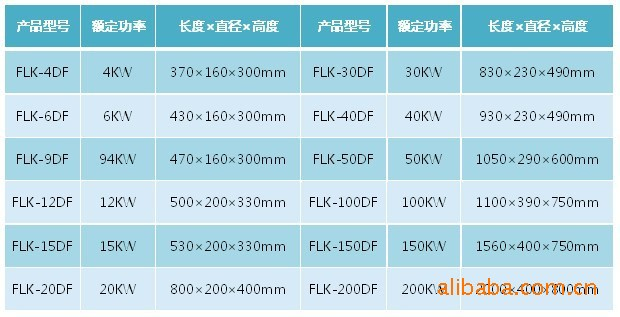 产品型号 额定功率 长度×直径×高度 产品型号 额定功率 长度×直径×高度
FLK-4DF 4KW 370×160×300mm FLK-30DF 30KW 830×230×490mm
FLK-6DF 6KW 430×160×300mm FLK-40DF 40KW 930×230×490mm
FLK-9DF 94KW 470×160×300mm FLK-50DF 50KW 1050×290×600mm
FLK-12DF 12KW 500×200×330mm FLK-100DF 100KW 1100×390×750mm
FLK-15DF 15KW 530×200×330mm FLK-150DF 150KW 1560×400×750mm
FLK-20DF 20KW 800×200×400mm FLK-200DF 200KW ×400×800mm
alibaba.com.cn